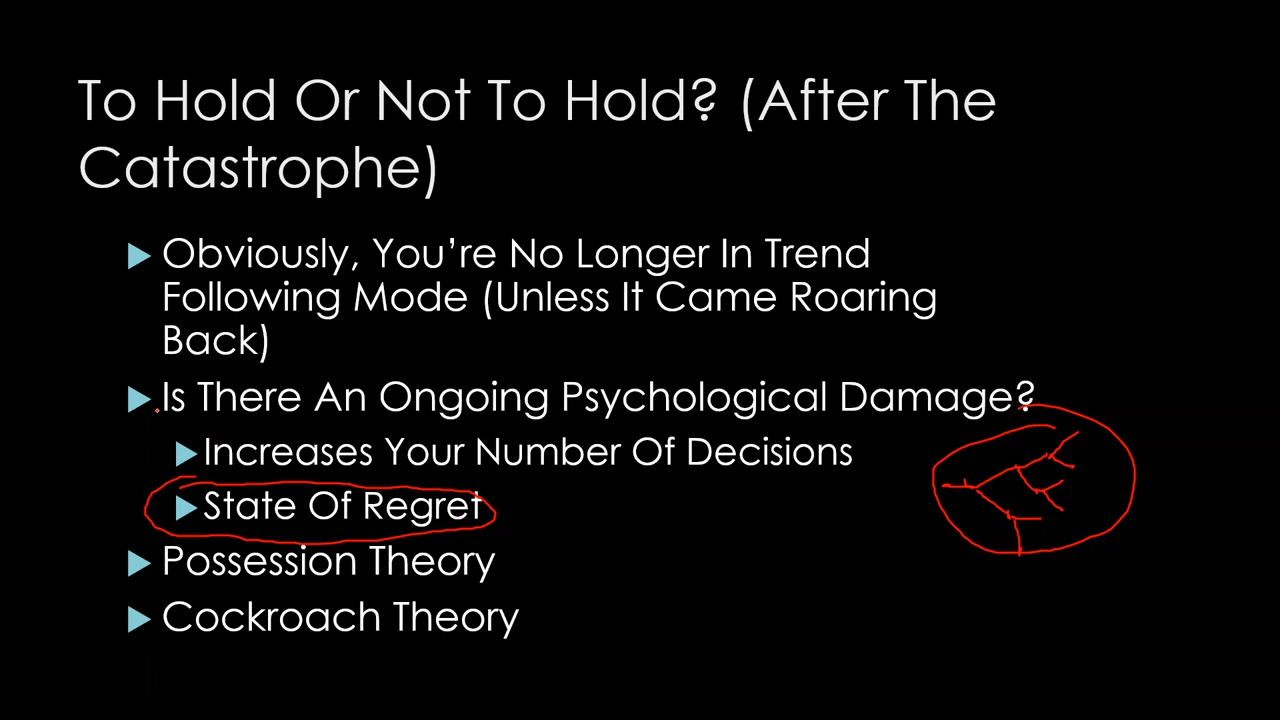 To Hold Or Not To Hold? (After The
Catastrophe)
Obviously, You’re No Longer In Trend
Following Mode (Unless It Came Roaring
Back)
Is There An Ongoing Psychological Damage?
Increases Your Number Of Decisions
State Of Regret
Possession Theory
Cockroach Theory